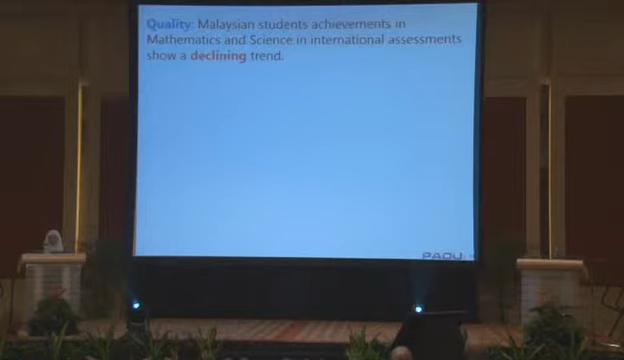 Quality: Malaysian students achievements in
Mathematics and Science in international assessments
show a declining trend.
PADU